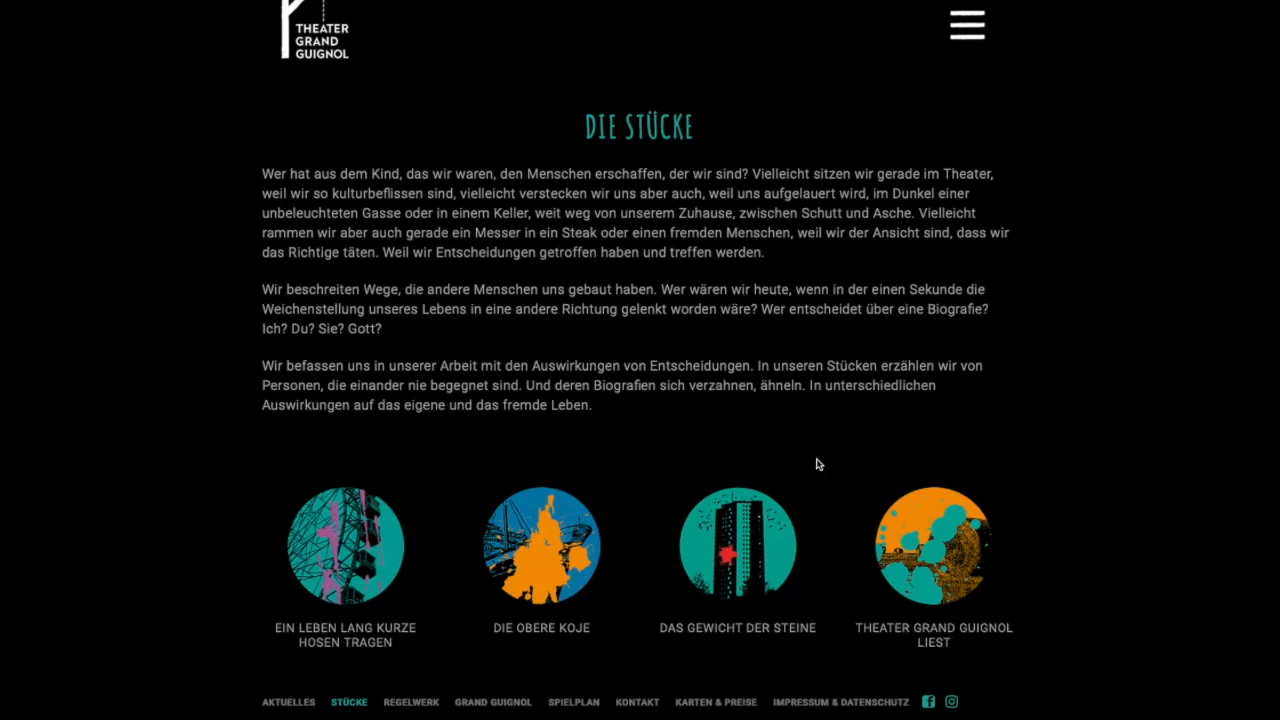 THEATER
GRAND
GUIGNOL
DIE STÜCKE
Wer hat aus dem Kind, das wir waren, den Menschen erschaffen, der wir sind? Vielleicht sitzen wir gerade im Theater,
weil wir so kulturbeflissen sind, vielleicht verstecken wir uns aber auch, weil uns aufgelauert wird, im Dunkel einer
unbeleuchteten Gasse oder in einem Keller, weit weg von unserem Zuhause, zwischen Schutt und Asche. Vielleicht
rammen wir aber auch gerade ein Messer in ein Steak oder einen fremden Menschen, weil wir der Ansicht sind, dass wir
das Richtige täten. Weil wir Entscheidungen getroffen haben und treffen werden.
Wir beschreiten Wege, die andere Menschen uns gebaut haben. Wer wären wir heute, wenn in der einen Sekunde die
Weichenstellung unseres Lebens in eine andere Richtung gelenkt worden wäre? Wer entscheidet über eine Biografie?
Ich? Du? Sie? Gott?
Wir befassen uns in unserer Arbeit mit den Auswirkungen von Entscheidungen. In unseren Stücken erzählen wir von
Personen, die einander nie begegnet sind. Und deren Biografien sich verzahnen, ähneln. In unterschiedlichen
Auswirkungen auf das eigene und das fremde Leben.
EIN LEBEN LANG KURZE
HOSEN TRAGEN
DIE OBERE KOJE
DAS GEWICHT DER STEINE
THEATER GRAND GUIGNOL
LIEST
AKTUELLES STÜCKE REGELWERK GRAND GUIGNOL SPIELPLAN KONTAKT KARTEN & PREISE IMPRESSUM & DATENSCHUTZ